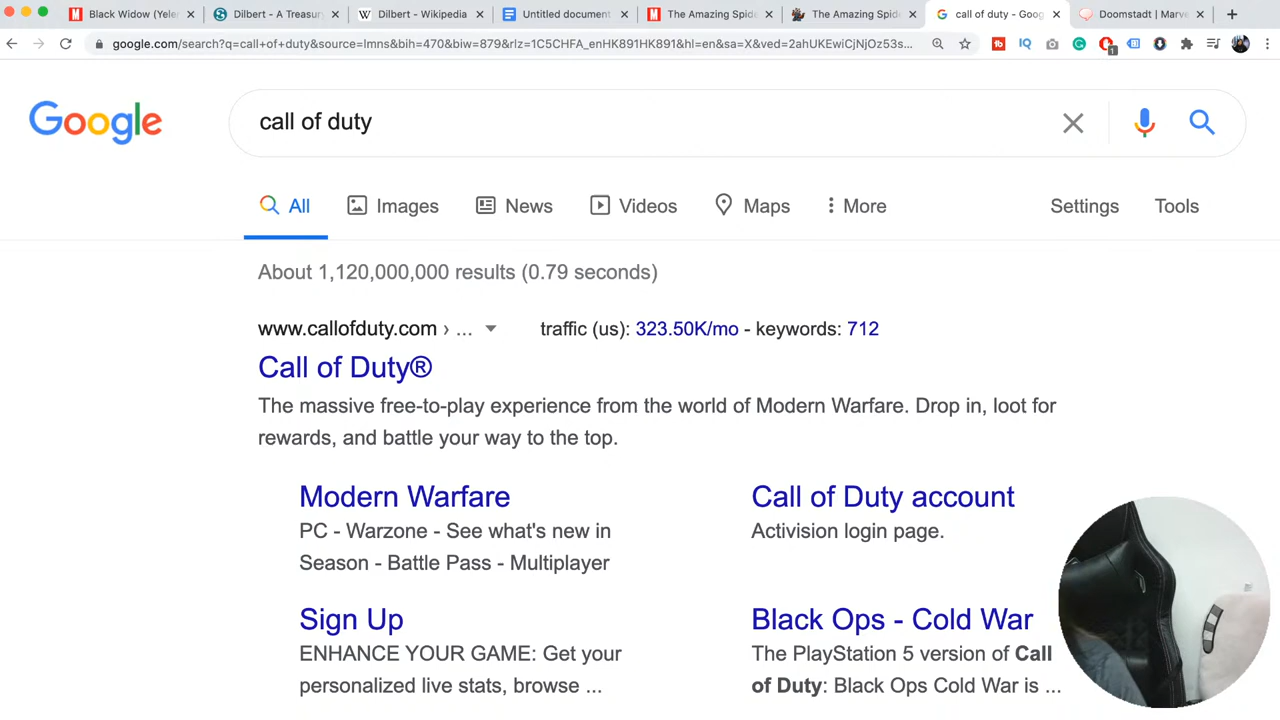 Black Widow (Yelen
Dilbert - A Treasury
Dilbert - Wikipedia
Untitled document
The Amazing Spid
The Amazing Spid
call of duty - Goog
Doomstadt | Marve
google.com/search?q=call+of+duty&source=lmns&bih=470&biw=879&rlz=1C5CHFA_enHK891HK891&hl=en&sa=X&ved=2ahUKEwiCjNjOz53s...
Google
call of duty
All
Images
News
Videos
Maps
More
Settings
Tools
About 1,120,000,000 results (0.79 seconds)
www.callofduty.com › ...
traffic (us): 323.50K/mo - keywords: 712
Call of Duty®
The massive free-to-play experience from the world of Modern Warfare. Drop in, loot for
rewards, and battle your way to the top.
Modern Warfare
PC - Warzone - See what's new in
Season - Battle Pass - Multiplayer
Call of Duty account
Activision login page.
Sign Up
ENHANCE YOUR GAME: Get your
personalized live stats, browse ...
Black Ops - Cold War
The PlayStation 5 version of Call
of Duty: Black Ops Cold War is ...